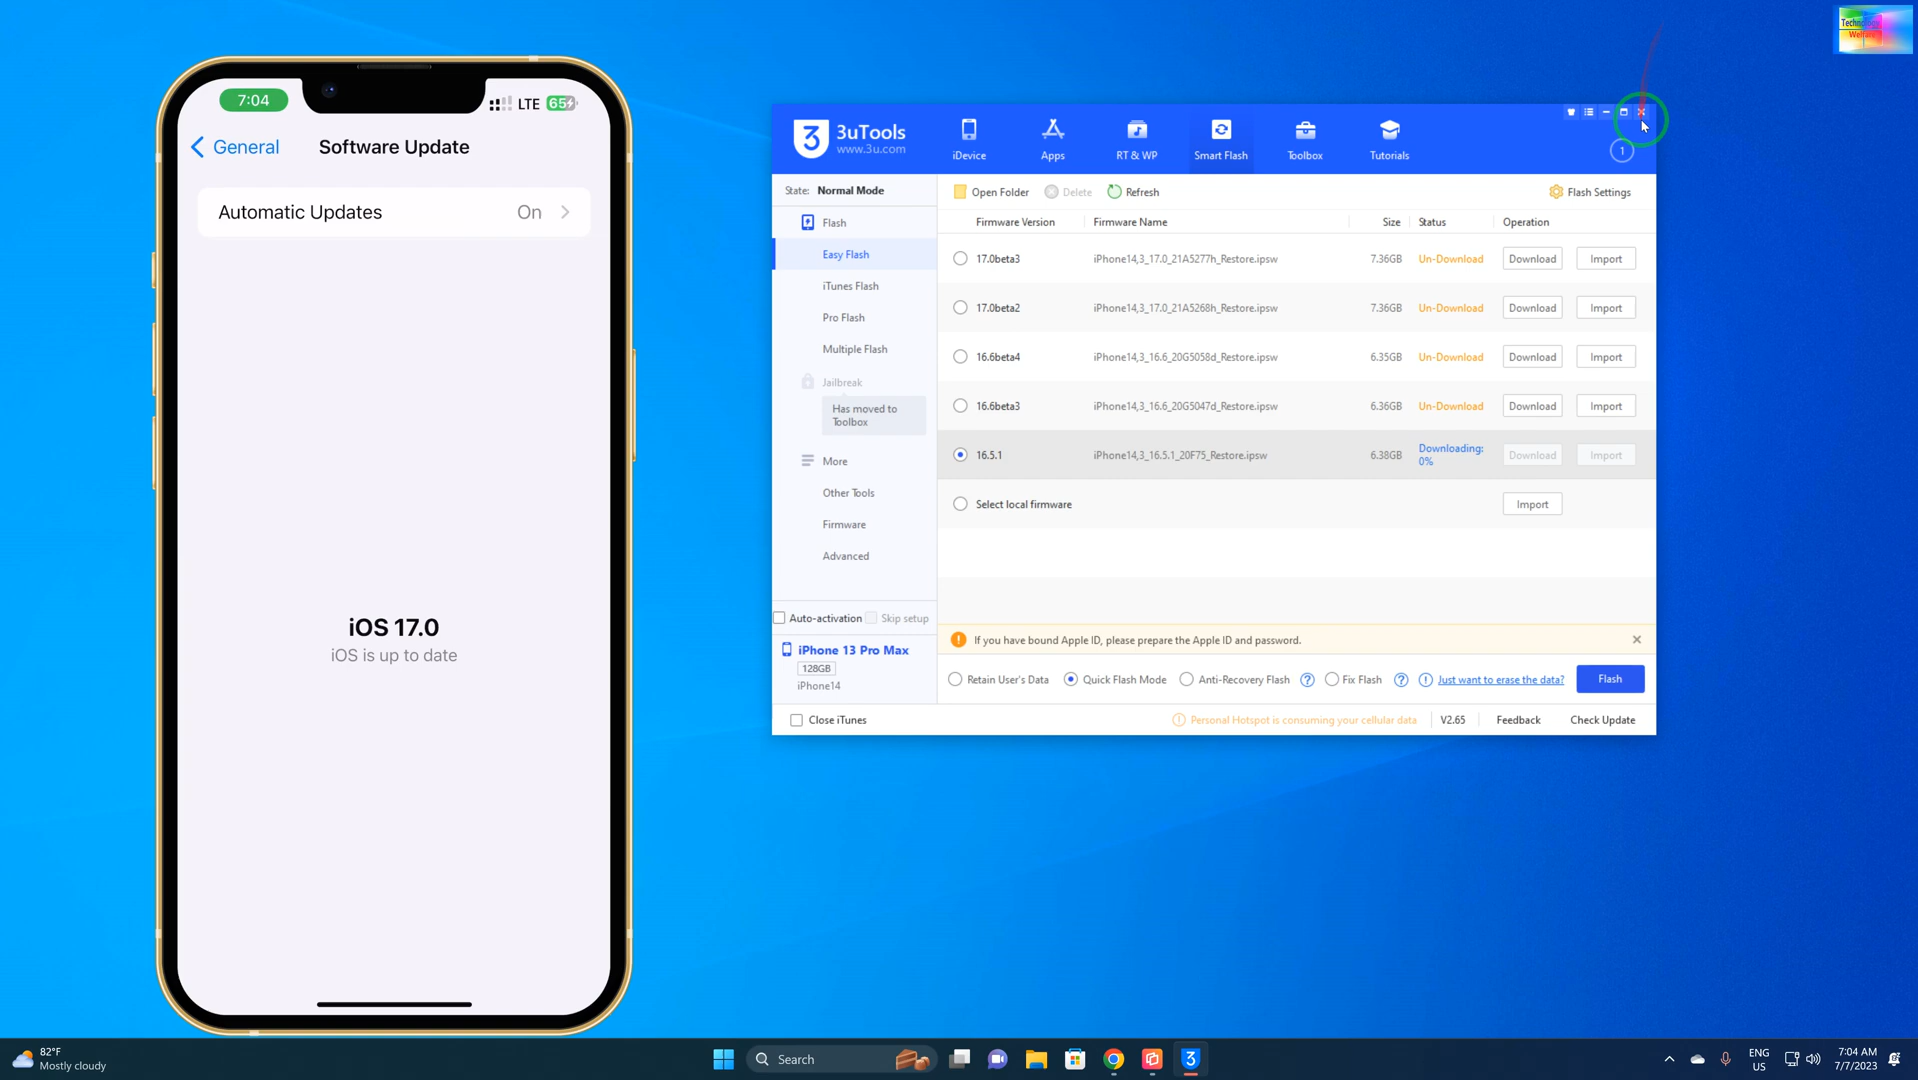 Technology
Welfare
7:04
LTE
65
General
Software Update
Automatic Updates
On
iOS 17.0
iOS is up to date
3
3uTools
www.3u.com
iDevice
Apps
RT & WP
Smart Flash
Toolbox
Tutorials
1
State: Normal Mode
Open Folder
Delete
Refresh
Flash Settings
Flash
Easy Flash
iTunes Flash
Pro Flash
Multiple Flash
Jailbreak
Has moved to
Toolbox
More
Other Tools
Firmware
Advanced
Firmware Version Firmware Name Size Status Operation
17.0beta3 iPhone14,3_17.0_21A5277h_Restore.ipsw 7.36GB Un-Download Download Import
17.0beta2 iPhone14,3_17.0_21A5268h_Restore.ipsw 7.36GB Un-Download Download Import
16.6beta4 iPhone14,3_16.6_20G5058d_Restore.ipsw 6.35GB Un-Download Download Import
16.6beta3 iPhone14,3_16.6_20G5047d_Restore.ipsw 6.36GB Un-Download Download Import
16.5.1 iPhone14,3_16.5.1_20F75_Restore.ipsw 6.38GB Downloading: Download Import
0%
Select local firmware Import
Auto-activation Skip setup
iPhone 13 Pro Max
128GB
iPhone14
If you have bound Apple ID, please prepare the Apple ID and password.
Retain User's Data Quick Flash Mode Anti-Recovery Flash ? Fix Flash ? Just want to erase the data? Flash
Close iTunes
Personal Hotspot is consuming your cellular data V2.65 Feedback Check Update
82°F
Mostly cloudy
Search
3
ENG
US
7:04 AM
7/7/2023